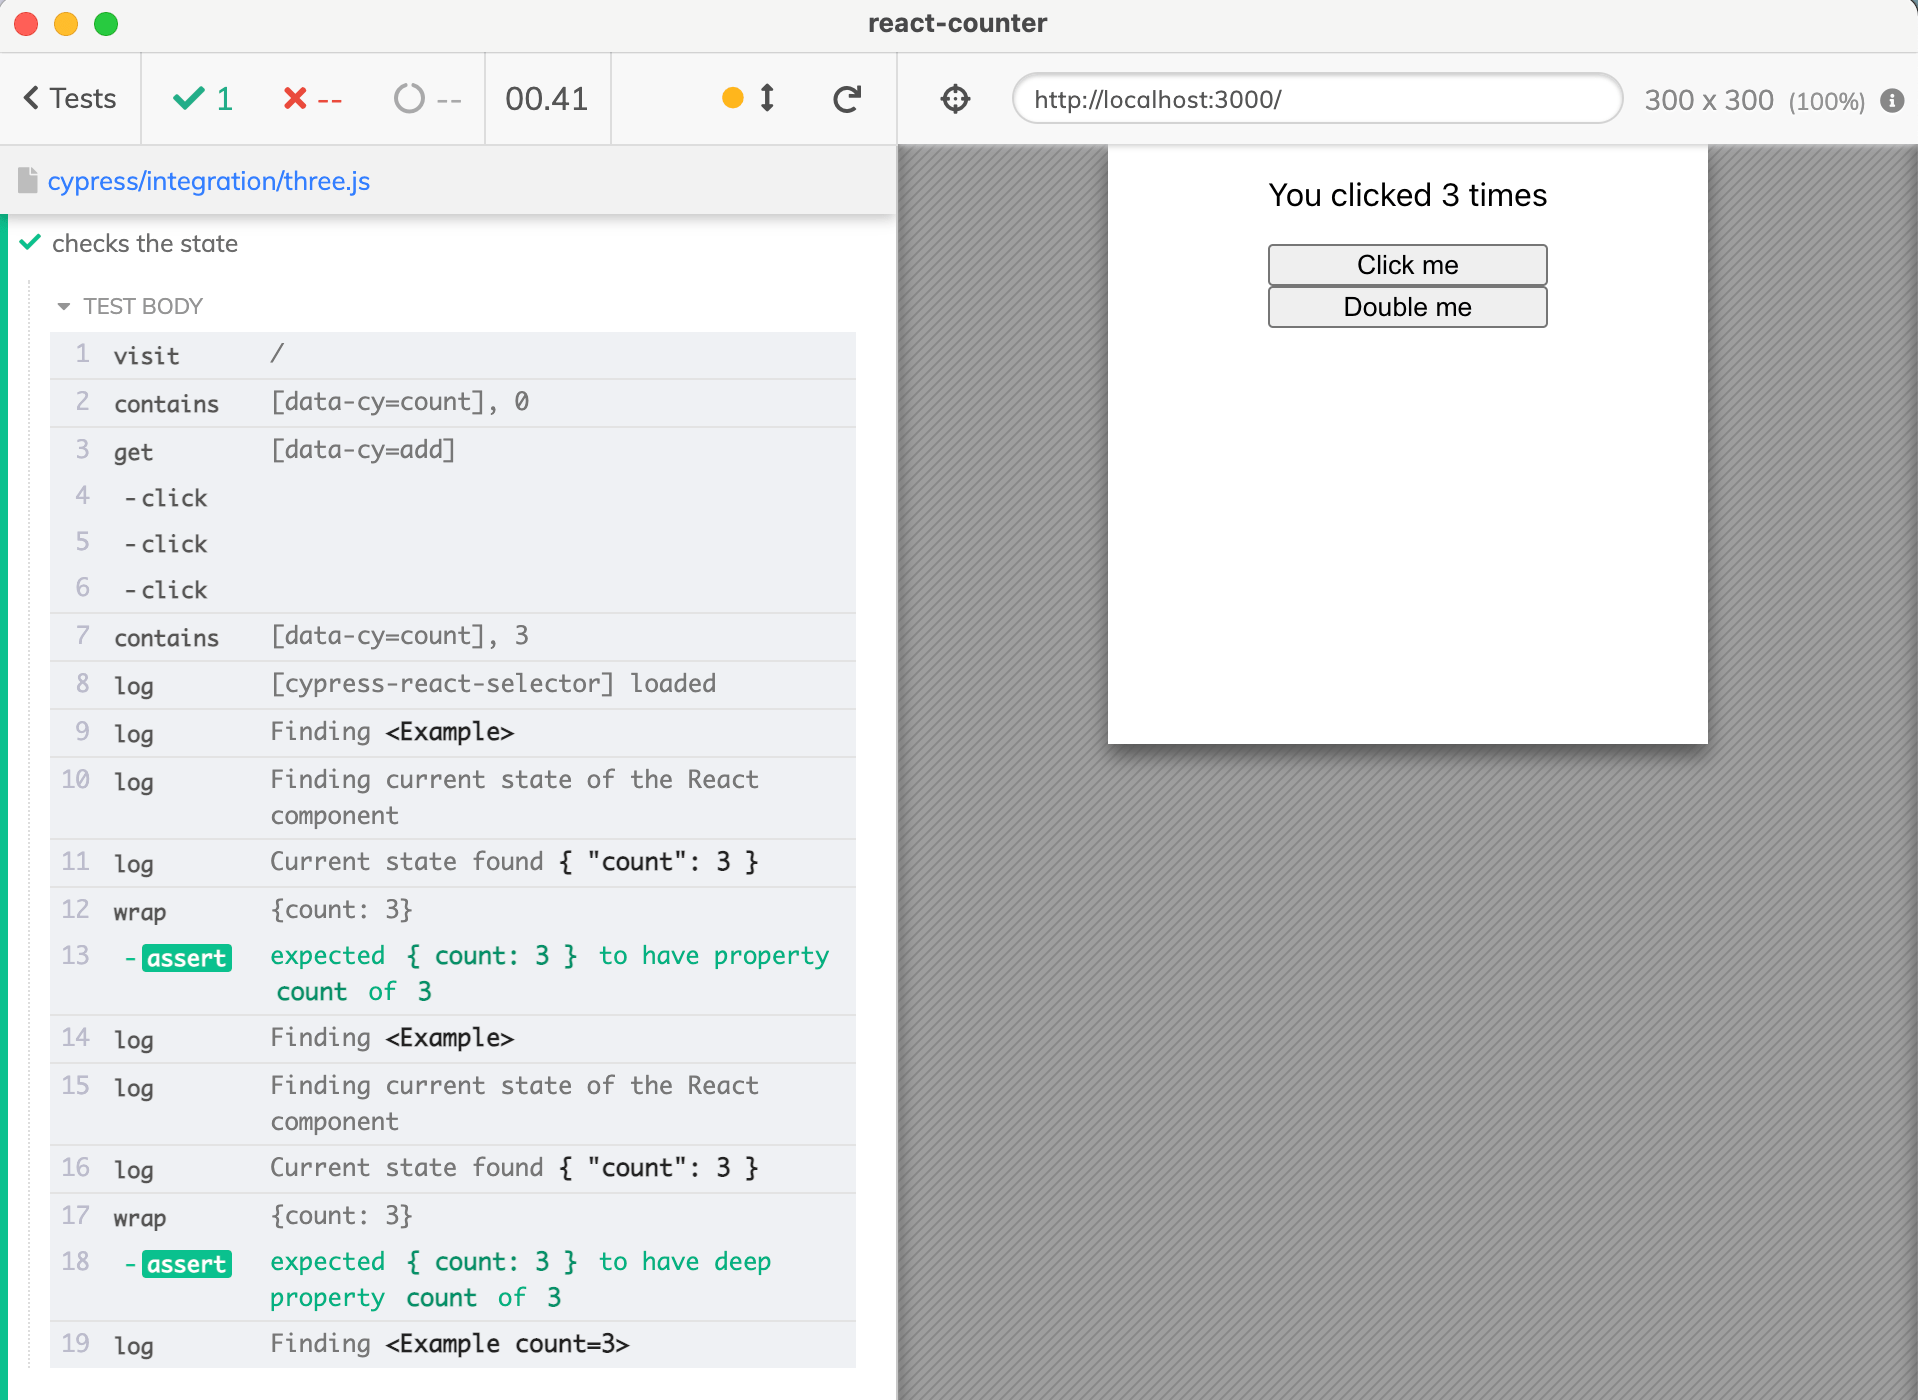 react-counter
Tests 1 -- -- 00.41
http://localhost:3000/ 300 x 300 (100%)
cypress/integration/three.js
checks the state
TEST BODY
1 visit /
2 contains [data-cy=count], 0
3 get [data-cy=add]
4 -click
5 -click
6 -click
7 contains [data-cy=count], 3
8 log [cypress-react-selector] loaded
9 log Finding <Example>
10 log Finding current state of the React
component
11 log Current state found { "count": 3 }
12 wrap {count: 3}
13 -assert expected { count: 3 } to have property
count of 3
14 log Finding <Example>
15 log Finding current state of the React
component
16 log Current state found { "count": 3 }
17 wrap {count: 3}
18 -assert expected { count: 3 } to have deep
property count of 3
19 log Finding <Example count=3>
You clicked 3 times
Click me
Double me